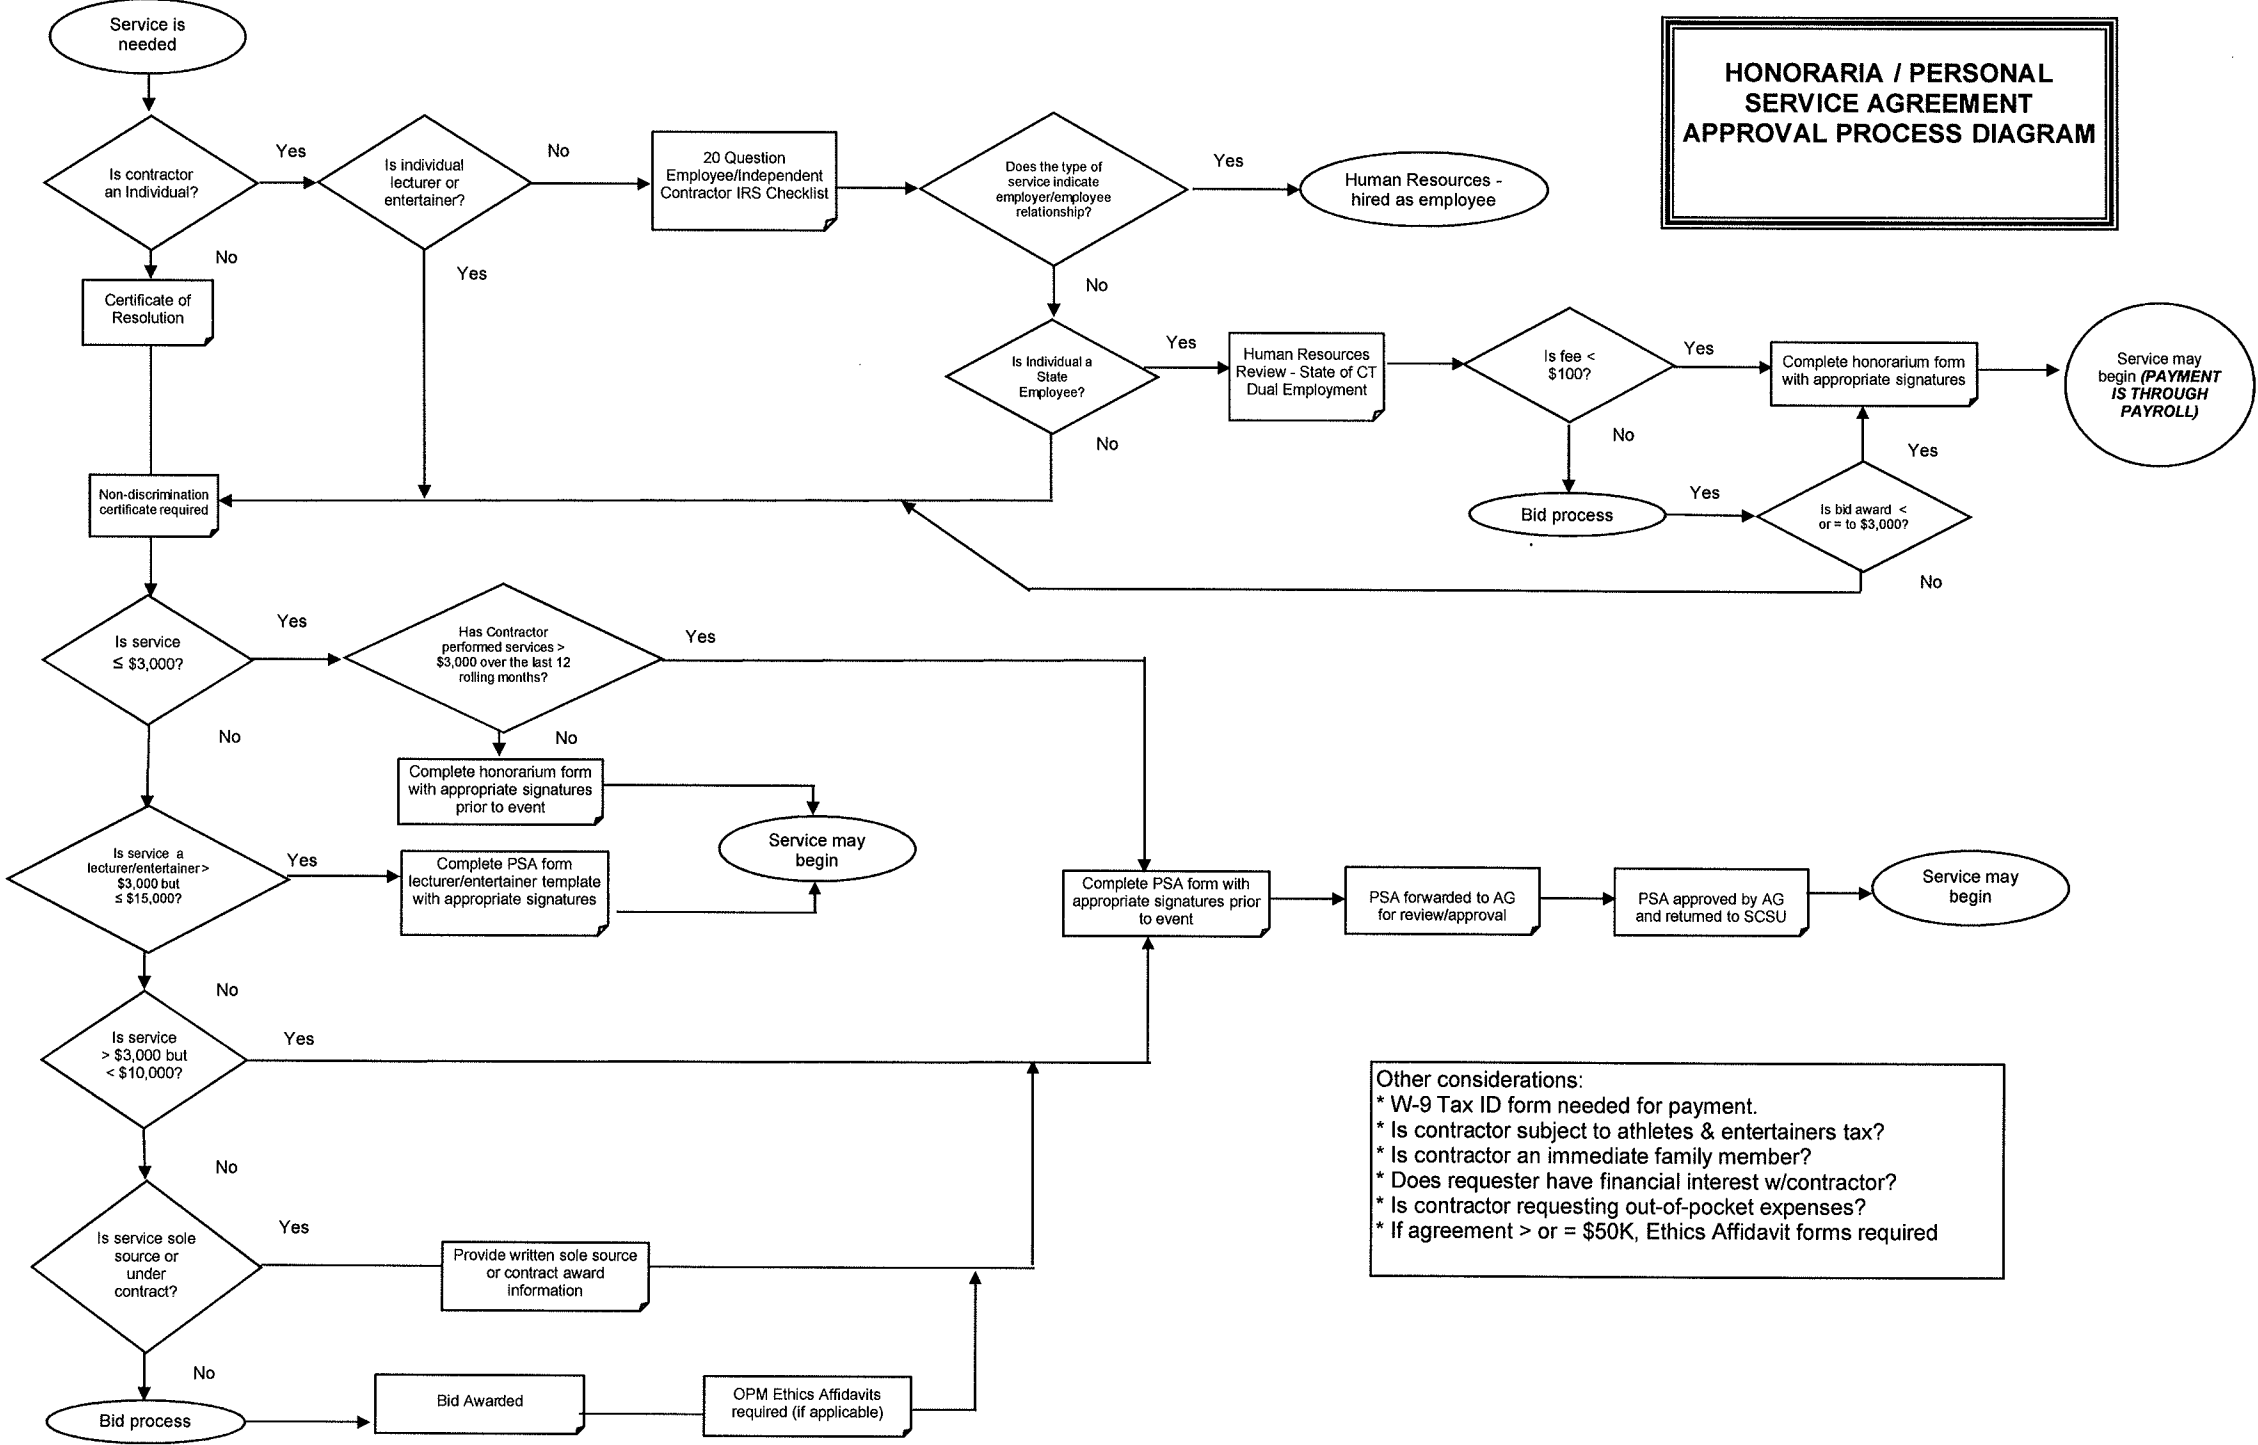 Service is
needed
HONORARIA / PERSONAL
SERVICE AGREEMENT
APPROVAL PROCESS DIAGRAM
Is contractor
an Individual?
Yes
No
Is individual
lecturer or
entertainer?
No
Yes
20 Question
Employee/Independent
Contractor IRS Checklist
Does the type of
service indicate
employer/employee
relationship?
Yes
No
Human Resources -
hired as employee
Certificate of
Resolution
Is Individual a
State
Employee?
Yes
No
Human Resources
Review - State of CT
Dual Employment
Is fee <
$100?
Yes
No
Complete honorarium form
with appropriate signatures
Service may
begin (PAYMENT
IS THROUGH
PAYROLL)
Yes
Bid process
Yes
Is bid award <
or = to $3,000?
No
Non-discrimination
certificate required
Is service
≤ $3,000?
Yes
No
Has Contractor
performed services >
$3,000 over the last 12
rolling months?
Yes
No
Complete honorarium form
with appropriate signatures
prior to event
Service may
begin
Is service a
lecturer/entertainer>
$3,000 but
≤ $15,000?
Yes
No
Complete PSA form
lecturer/entertainer template
with appropriate signatures
Complete PSA form with
appropriate signatures prior
to event
PSA forwarded to AG
for review/approval
PSA approved by AG
and returned to SCSU
Service may
begin
Is service
> $3,000 but
< $10,000?
Yes
No
Other considerations:
* W-9 Tax ID form needed for payment.
* Is contractor subject to athletes & entertainers tax?
* Is contractor an immediate family member?
* Does requester have financial interest w/contractor?
* Is contractor requesting out-of-pocket expenses?
* If agreement > or = $50K, Ethics Affidavit forms required
Is service sole
source or
under
contract?
Yes
No
Provide written sole source
or contract award
information
Bid process
Bid Awarded
OPM Ethics Affidavits
required (if applicable)